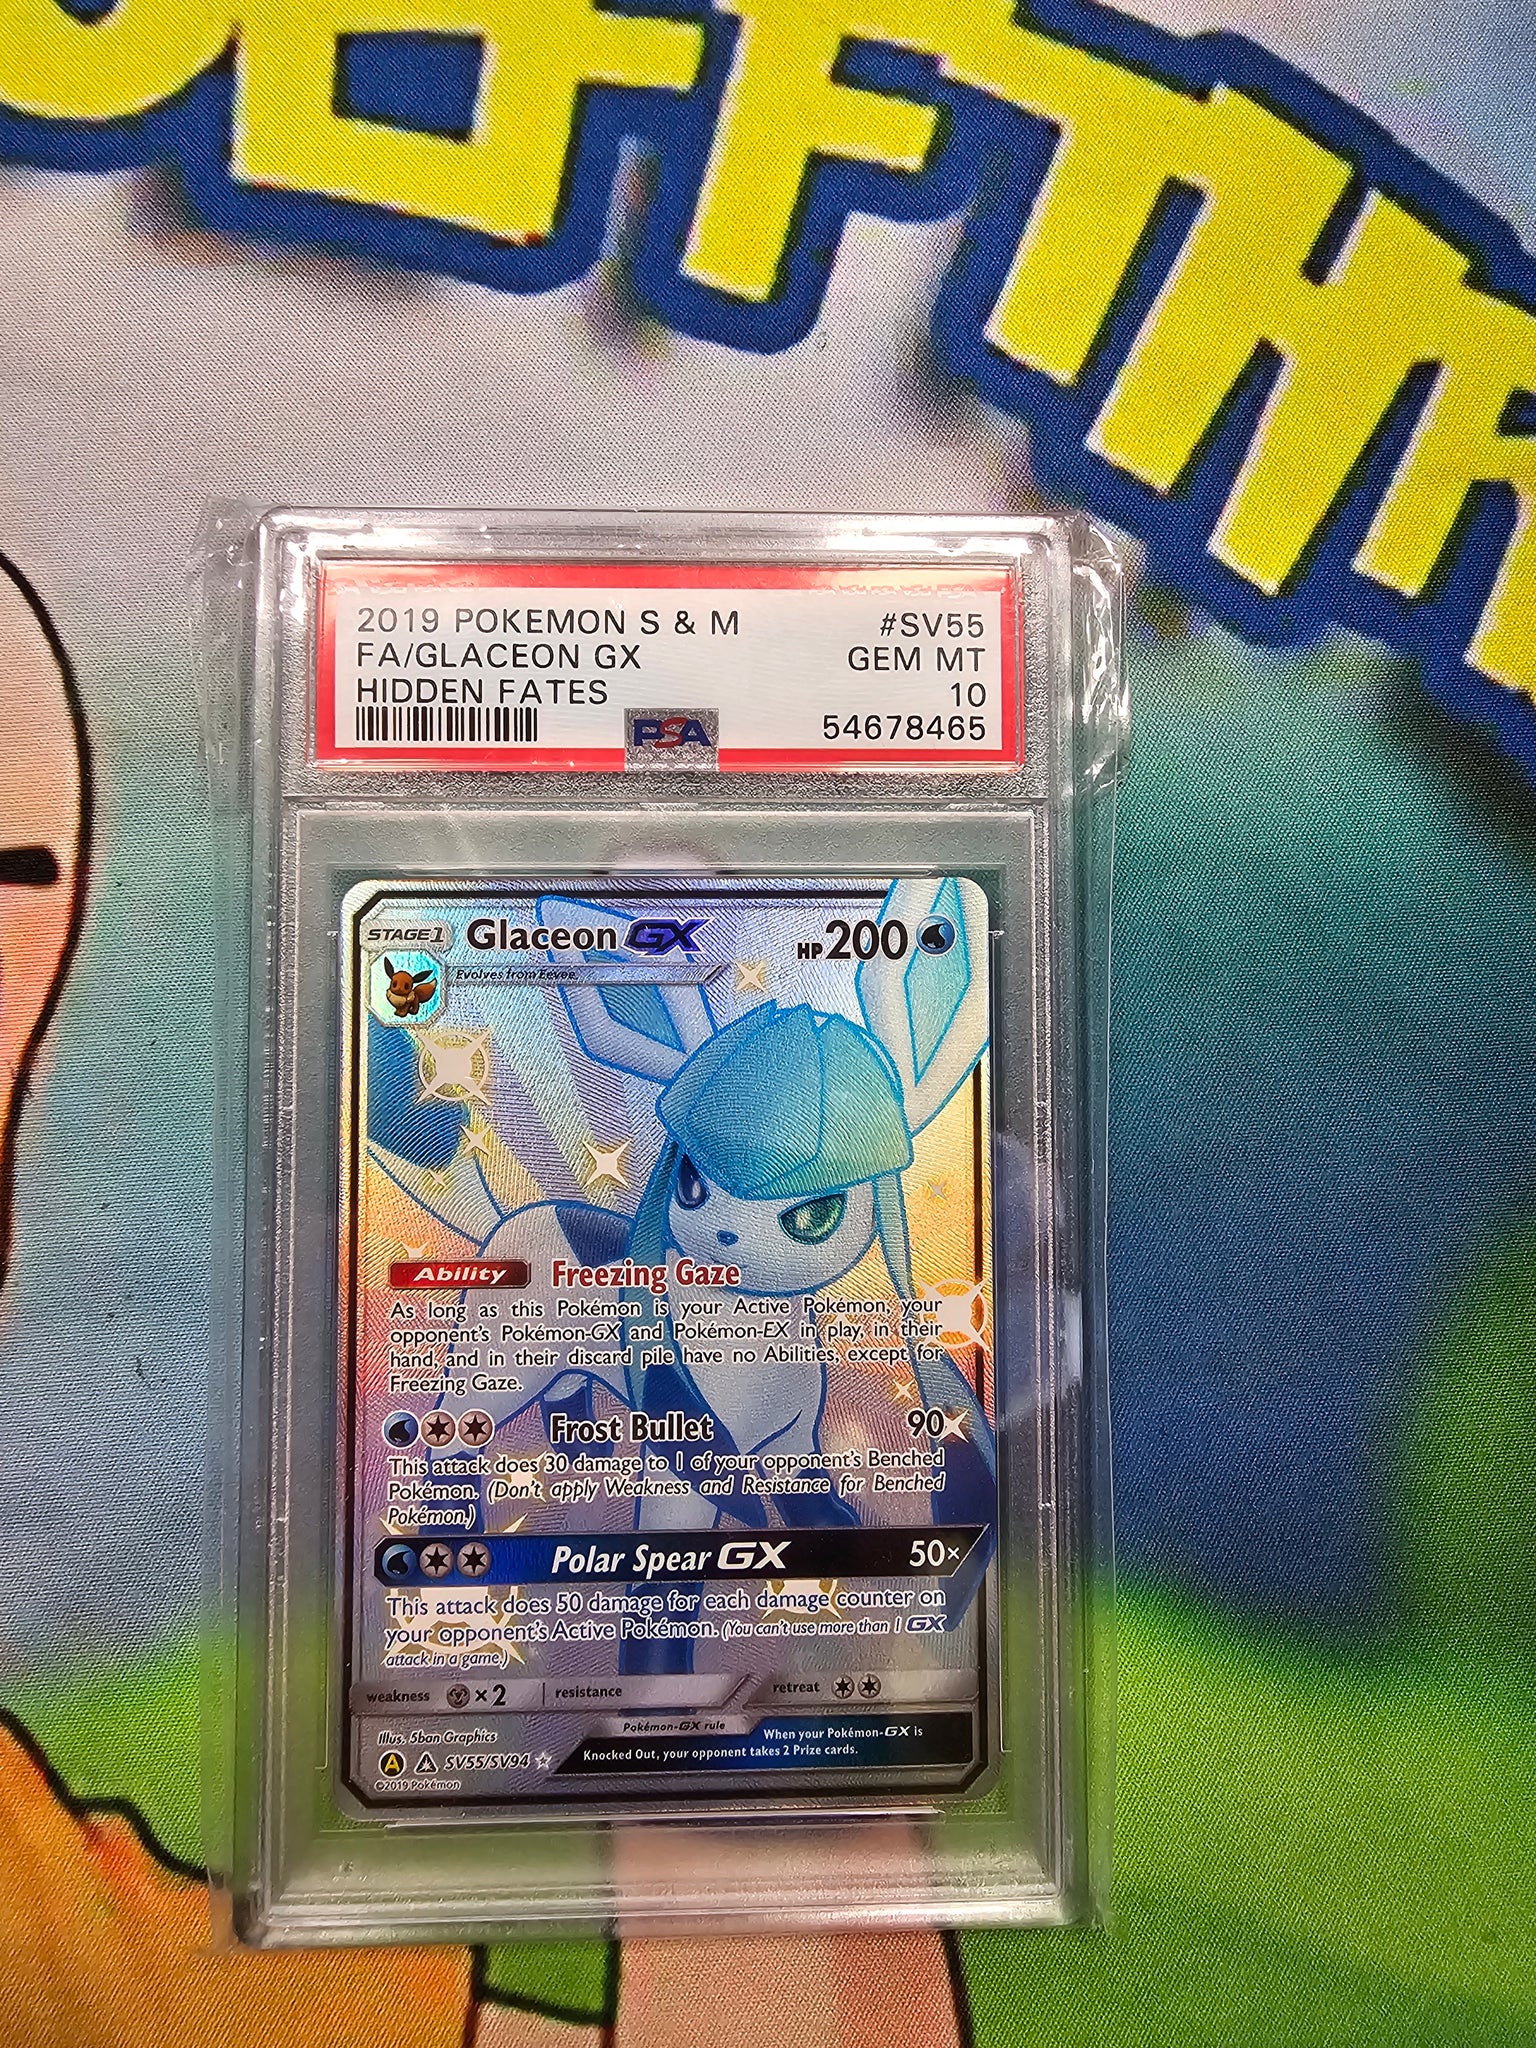 OF THE
2019 POKEMON S & M #SV55
FA/GLACEON GX GEM MT
HIDDEN FATES 10
PSA 54678465
STAGE1 Glaceon GX HP200
Evolves from Eevee
Ability Freezing Gaze
As long as this Pokémon is your Active Pokémon, your
opponent's Pokémon-GX and Pokémon-EX in play, in their
hand, and in their discard pile have no Abilities, except for
Freezing Gaze.
Frost Bullet 90
This attack does 30 damage to 1 of your opponent's Benched
Pokémon. (Don't apply Weakness and Resistance for Benched
Pokémon.)
Polar Spear GX 50×
This attack does 50 damage for each damage counter on
your opponent's Active Pokémon. (You can't use more than 1 GX
attack in a game.)
weakness ×2 resistance retreat
Pokémon-GX rule When your Pokémon-GX is
Knocked Out, your opponent takes 2 Prize cards.
Illus. 5ban Graphics
A SV55/SV94
©2019 Pokémon